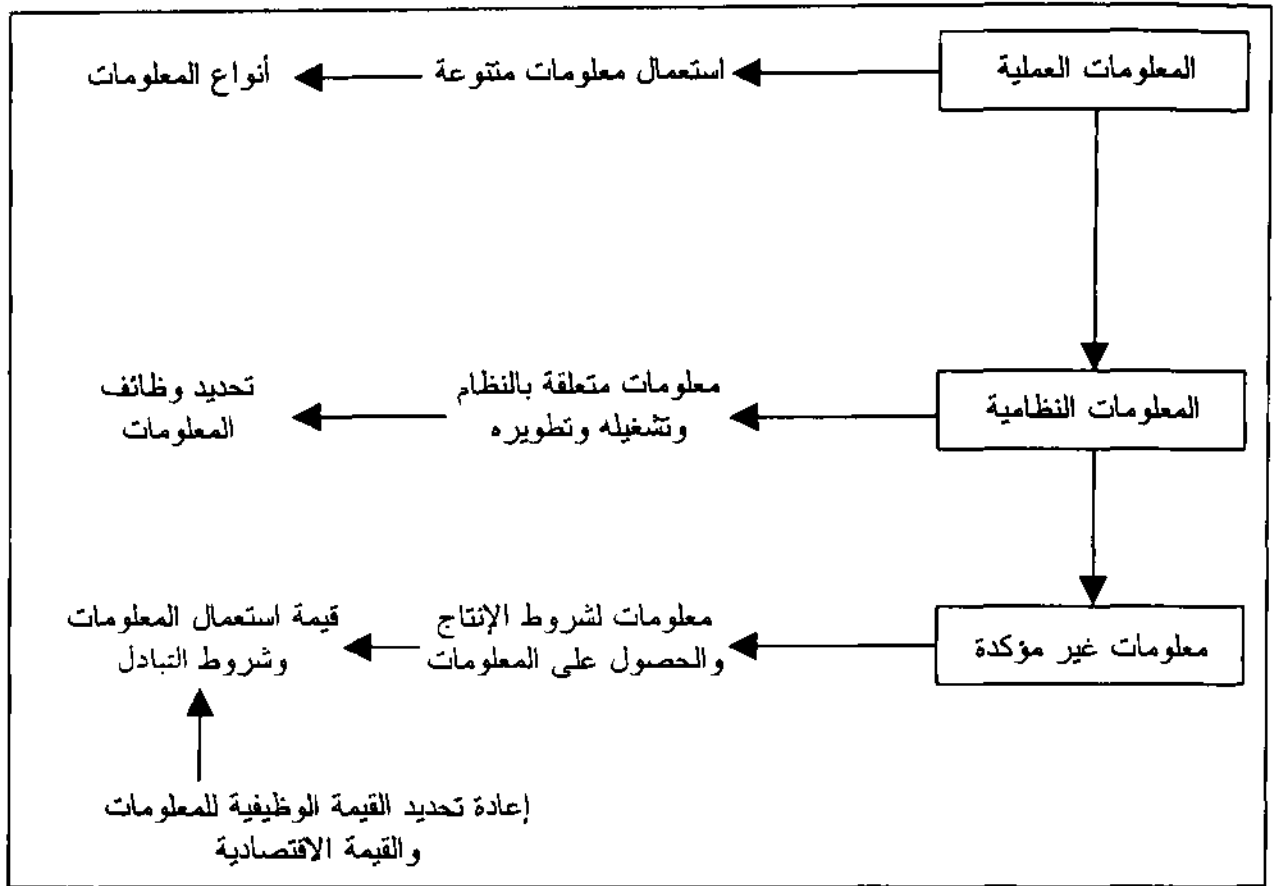 المعلومات العملية
استعمال معلومات متنوعة
أنواع المعلومات
المعلومات النظامية
معلومات متعلقة بالنظام
وتشغيله وتطويره
تحديد وظائف
المعلومات
معلومات غير مؤكدة
معلومات لشروط الإنتاج
والحصول على المعلومات
قيمة استعمال المعلومات
وشروط التبادل
إعادة تحديد القيمة الوظيفية للمعلومات
والقيمة الاقتصادية